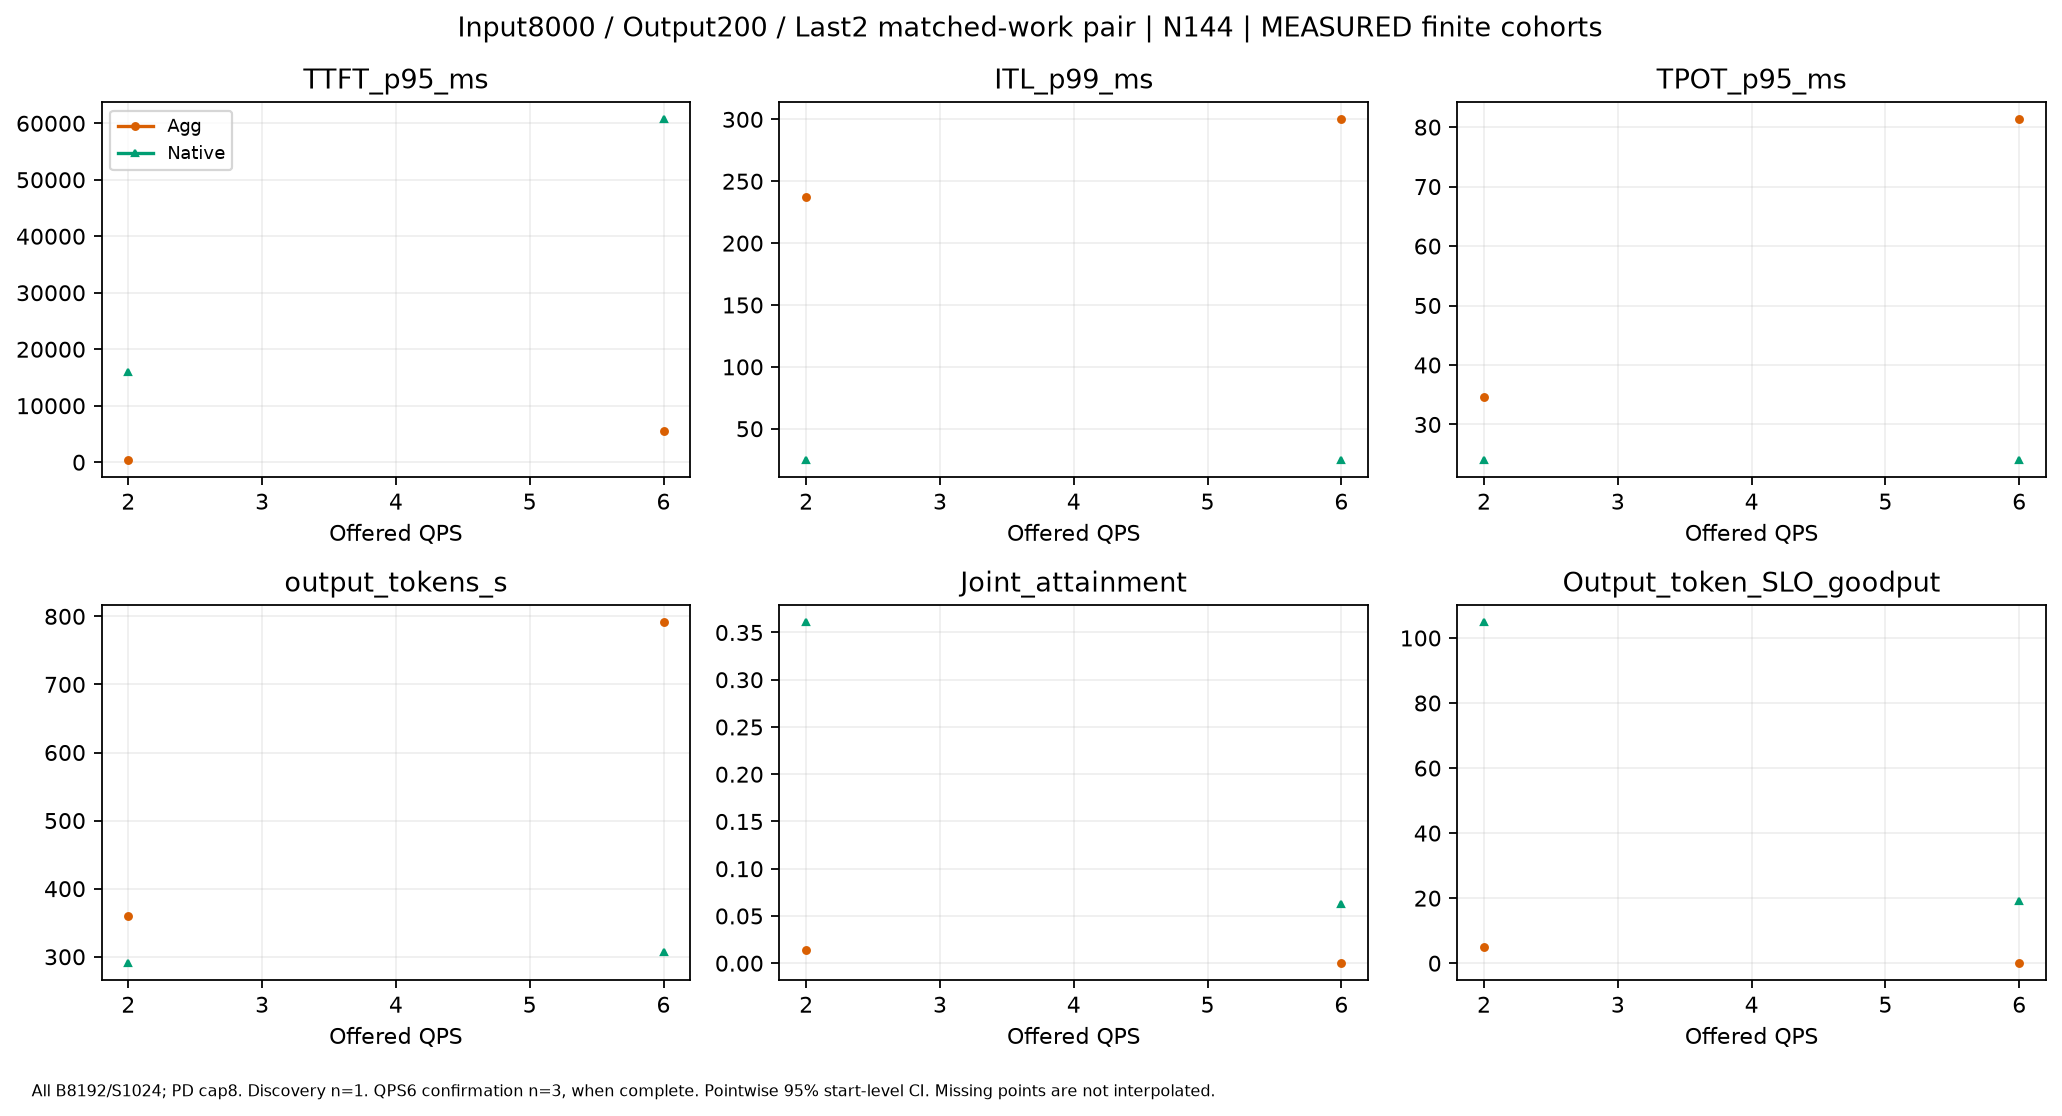 Input8000 / Output200 / Last2 matched-work pair | N144 | MEASURED finite cohorts
TTFT_p95_ms
60000
50000
40000
30000
20000
10000
0
Agg
Native
2 3 4 5 6
Offered QPS
ITL_p99_ms
300
250
200
150
100
50
2 3 4 5 6
Offered QPS
TPOT_p95_ms
80
70
60
50
40
30
2 3 4 5 6
Offered QPS
output_tokens_s
800
700
600
500
400
300
2 3 4 5 6
Offered QPS
Joint_attainment
0.35
0.30
0.25
0.20
0.15
0.10
0.05
0.00
2 3 4 5 6
Offered QPS
Output_token_SLO_goodput
100
80
60
40
20
0
2 3 4 5 6
Offered QPS
All B8192/S1024; PD cap8. Discovery n=1. QPS6 confirmation n=3, when complete. Pointwise 95% start-level CI. Missing points are not interpolated.